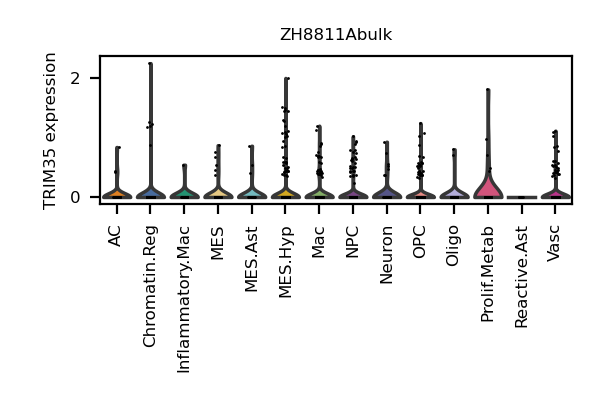 ZH8811Abulk
TRIM35 expression
2
0
AC
Chromatin.Reg
Inflammatory.Mac
MES
MES.Ast
MES.Hyp
Mac
NPC
Neuron
OPC
Oligo
Prolif.Metab
Reactive.Ast
Vasc